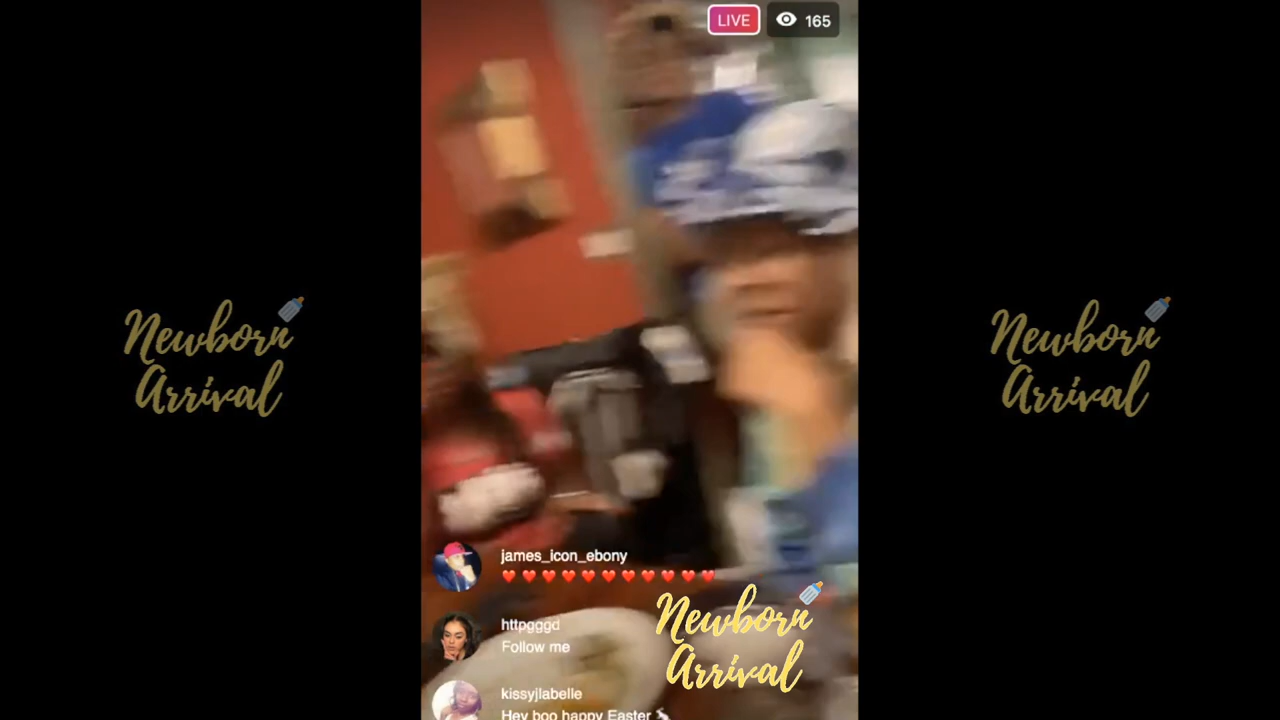 LIVE 165
Newborn
Arrival
Newborn
Arrival
james_icon_ebony
❤️❤️❤️❤️❤️❤️❤️❤️❤️❤️❤️
httpgggd
Follow me
Newborn
Arrival
kissyjlabelle
Hey boo happy Easter 🐇